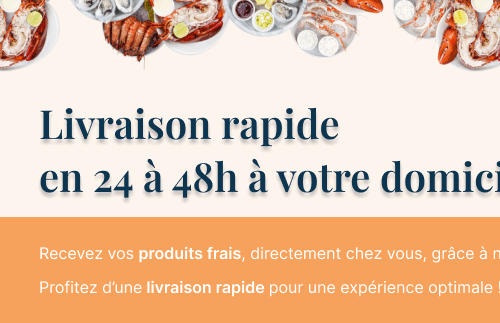 Livraison rapide
en 24 à 48h à votre domici
Recevez vos produits frais, directement chez vous, grâce à
Profitez d'une livraison rapide pour une expérience optimale !